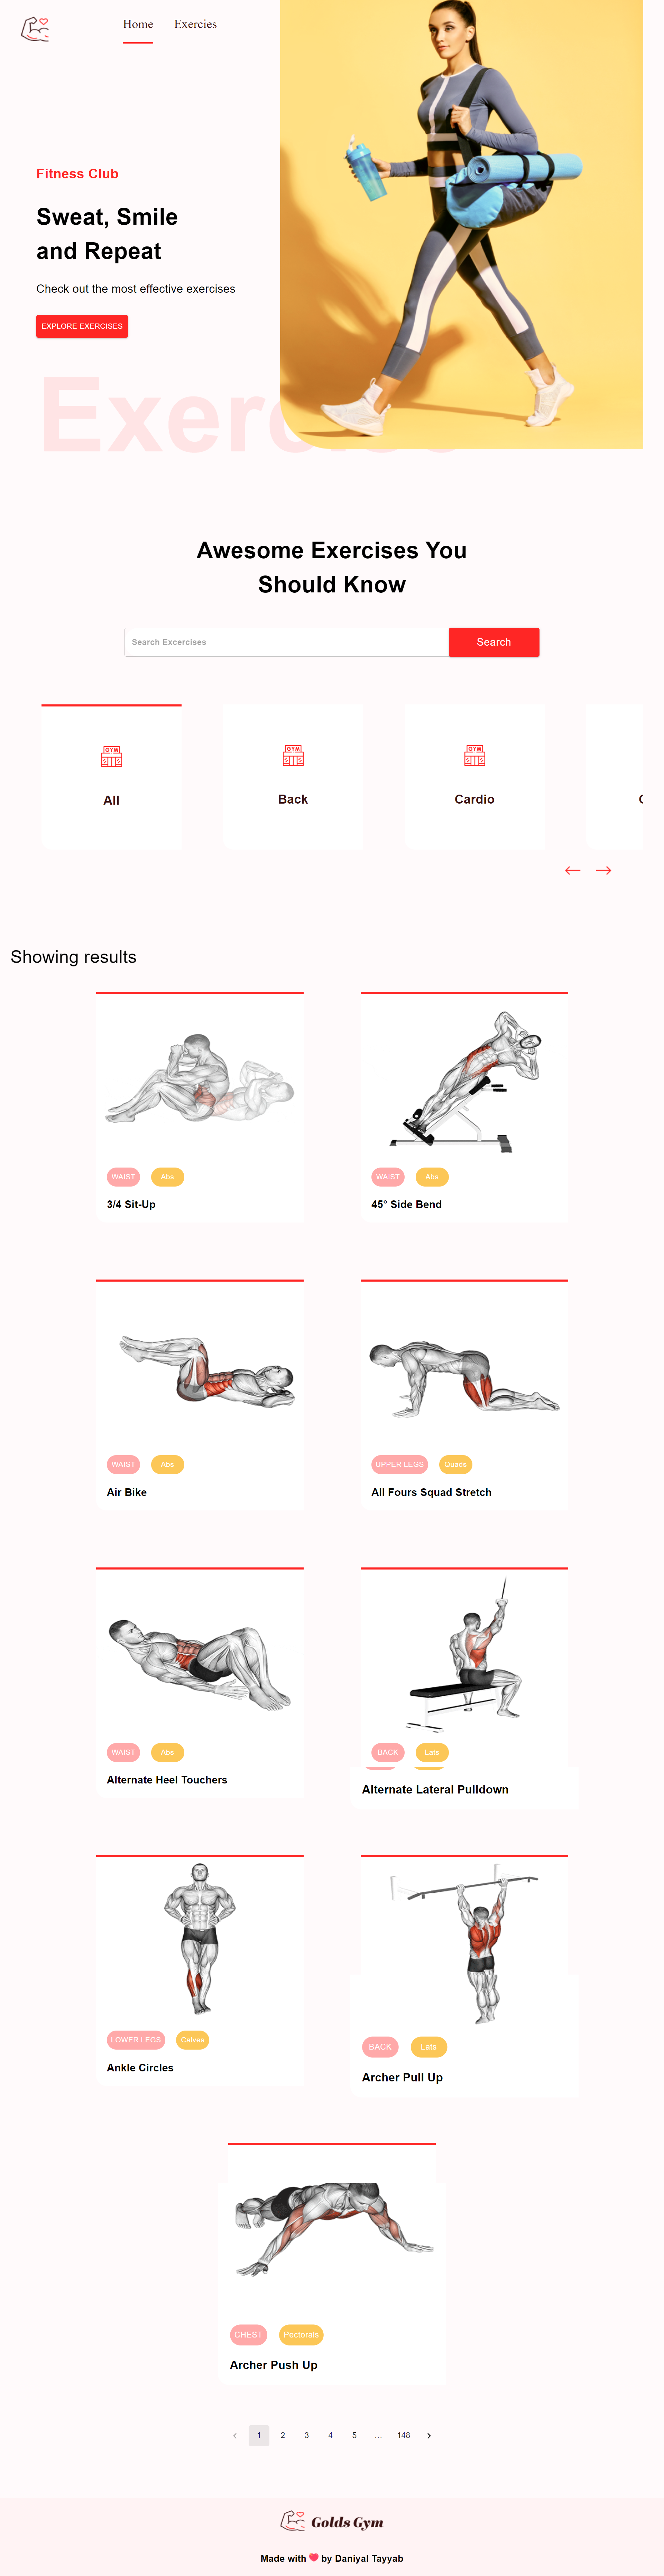 Home Exercies
Fitness Club
Sweat, Smile
and Repeat
Check out the most effective exercises
EXPLORE EXERCISES
Exercise
Awesome Exercises You
Should Know
Search Excercises Search
GYM GYM GYM
All Back Cardio C
Showing results
WAIST Abs WAIST Abs
3/4 Sit-Up 45° Side Bend
WAIST Abs UPPER LEGS Quads
Air Bike All Fours Squad Stretch
WAIST Abs BACK Lats
Alternate Heel Touchers Alternate Lateral Pulldown
LOWER LEGS Calves BACK Lats
Ankle Circles Archer Pull Up
CHEST Pectorals
Archer Push Up
‹ 1 2 3 4 5 … 148 ›
Golds Gym
Made with ❤️ by Daniyal Tayyab